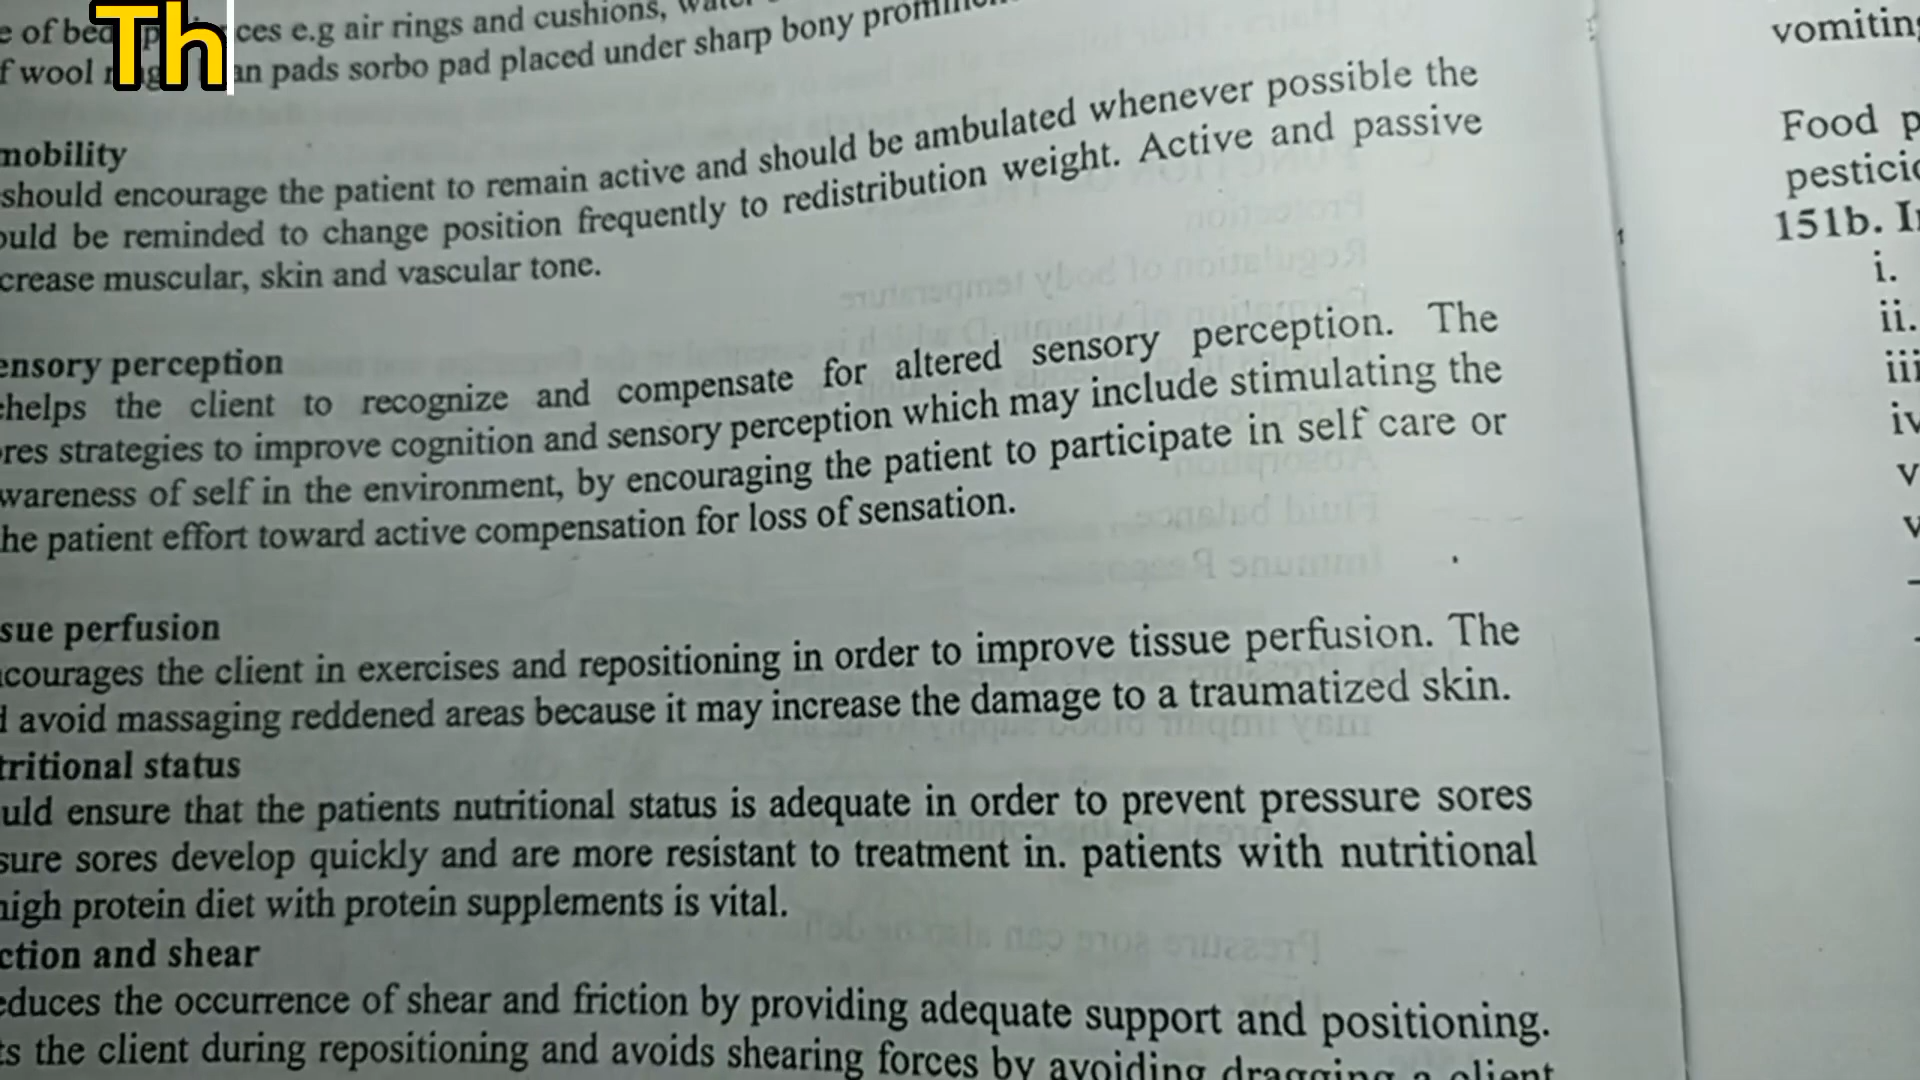 Th
of bed ces e.g air rings and cushions,
wool an pads sorbo pad placed under sharp bony
mobility
should encourage the patient to remain active and should be ambulated whenever possible the
be reminded to change position frequently to redistribution weight. Active and passive
crease muscular, skin and vascular tone.
ensory perception
helps the client to recognize and compensate for altered sensory perception. The
res strategies to improve cognition and sensory perception which may include stimulating the
wareness of self in the environment, by encouraging the patient to participate in self care or
he patient effort toward active compensation for loss of sensation.
sue perfusion
courages the client in exercises and repositioning in order to improve tissue perfusion. The
avoid massaging reddened areas because it may increase the damage to a traumatized skin.
tritional status
uld ensure that the patients nutritional status is adequate in order to prevent pressure sores
sure sores develop quickly and are more resistant to treatment in. patients with nutritional
high protein diet with protein supplements is vital.
ction and shear
educes the occurrence of shear and friction by providing adequate support and positioning.
ts the client during repositioning and avoids shearing forces by avoiding dragging a client
vomiting
Food p
pestici
151b. I
i.
ii.
iii
iv
v
v